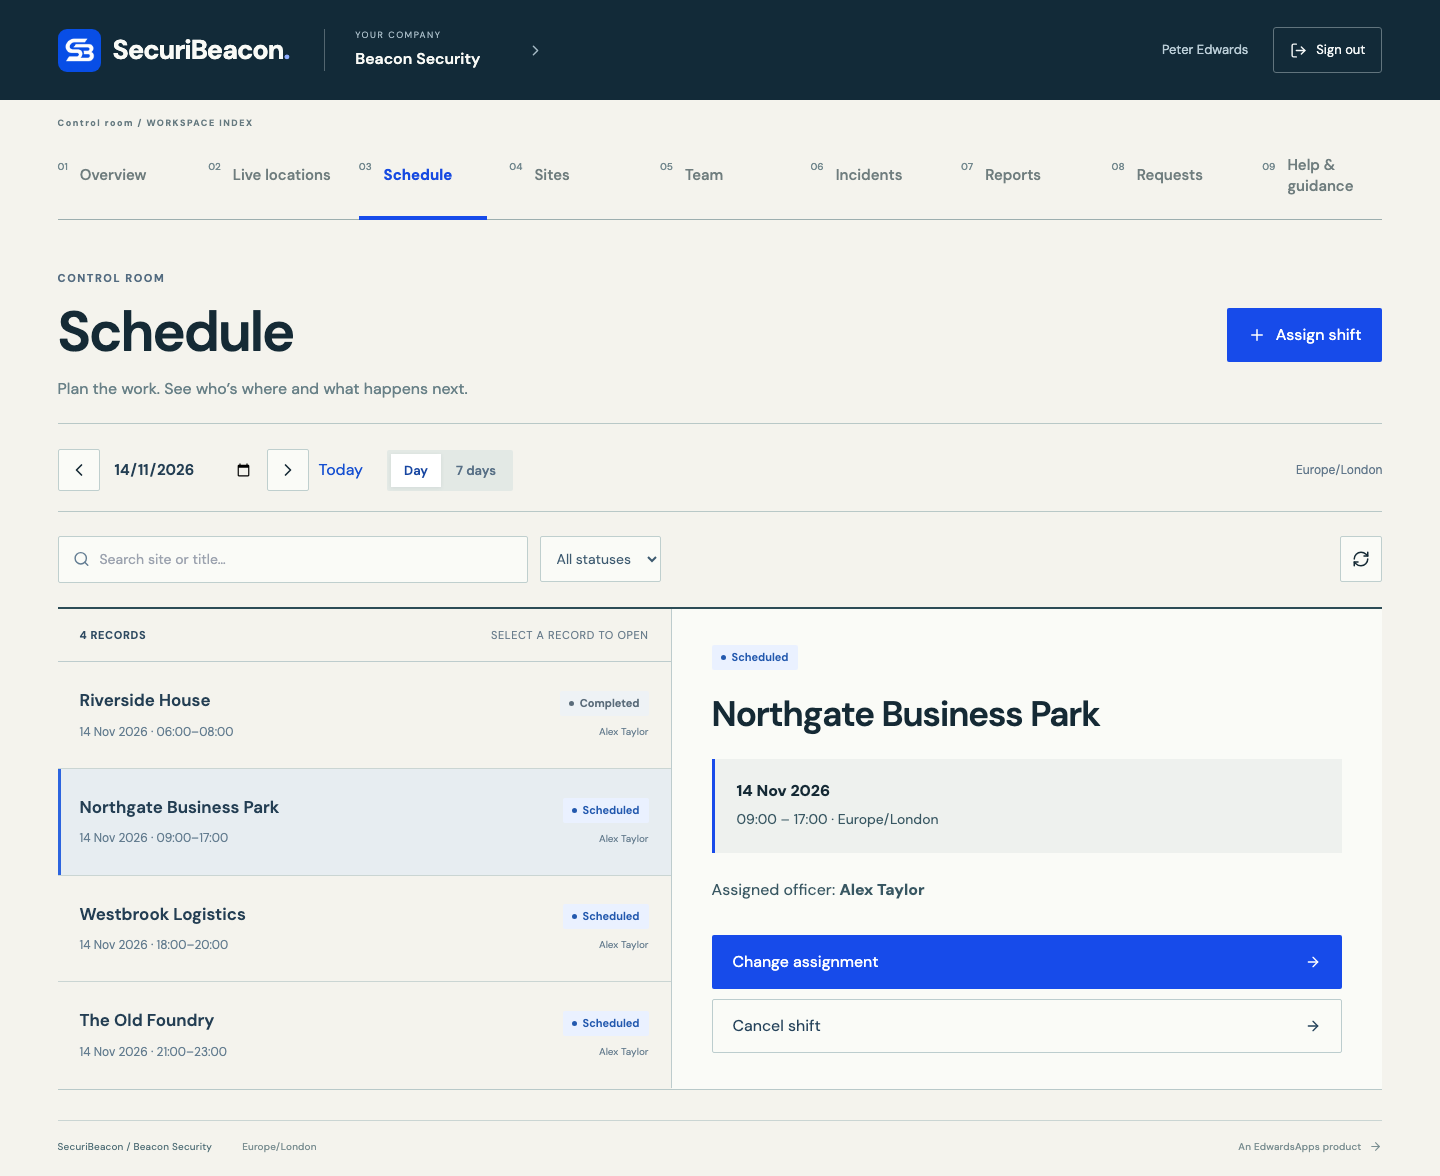 SecuriBeacon.
YOUR COMPANY
Beacon Security
Peter Edwards
Sign out
Control room / WORKSPACE INDEX
01 Overview
02 Live locations
03 Schedule
04 Sites
05 Team
06 Incidents
07 Reports
08 Requests
09 Help &
guidance
CONTROL ROOM
Schedule
Assign shift
Plan the work. See who’s where and what happens next.
14/11/2026
Today
Day
7 days
Europe/London
Search site or title…
All statuses
4 RECORDS
SELECT A RECORD TO OPEN
Riverside House
Completed
14 Nov 2026 · 06:00–08:00
Alex Taylor
Northgate Business Park
Scheduled
14 Nov 2026 · 09:00–17:00
Alex Taylor
Westbrook Logistics
Scheduled
14 Nov 2026 · 18:00–20:00
Alex Taylor
The Old Foundry
Scheduled
14 Nov 2026 · 21:00–23:00
Alex Taylor
Scheduled
Northgate Business Park
14 Nov 2026
09:00 – 17:00 · Europe/London
Assigned officer: Alex Taylor
Change assignment
Cancel shift
SecuriBeacon / Beacon Security
Europe/London
An EdwardsApps product